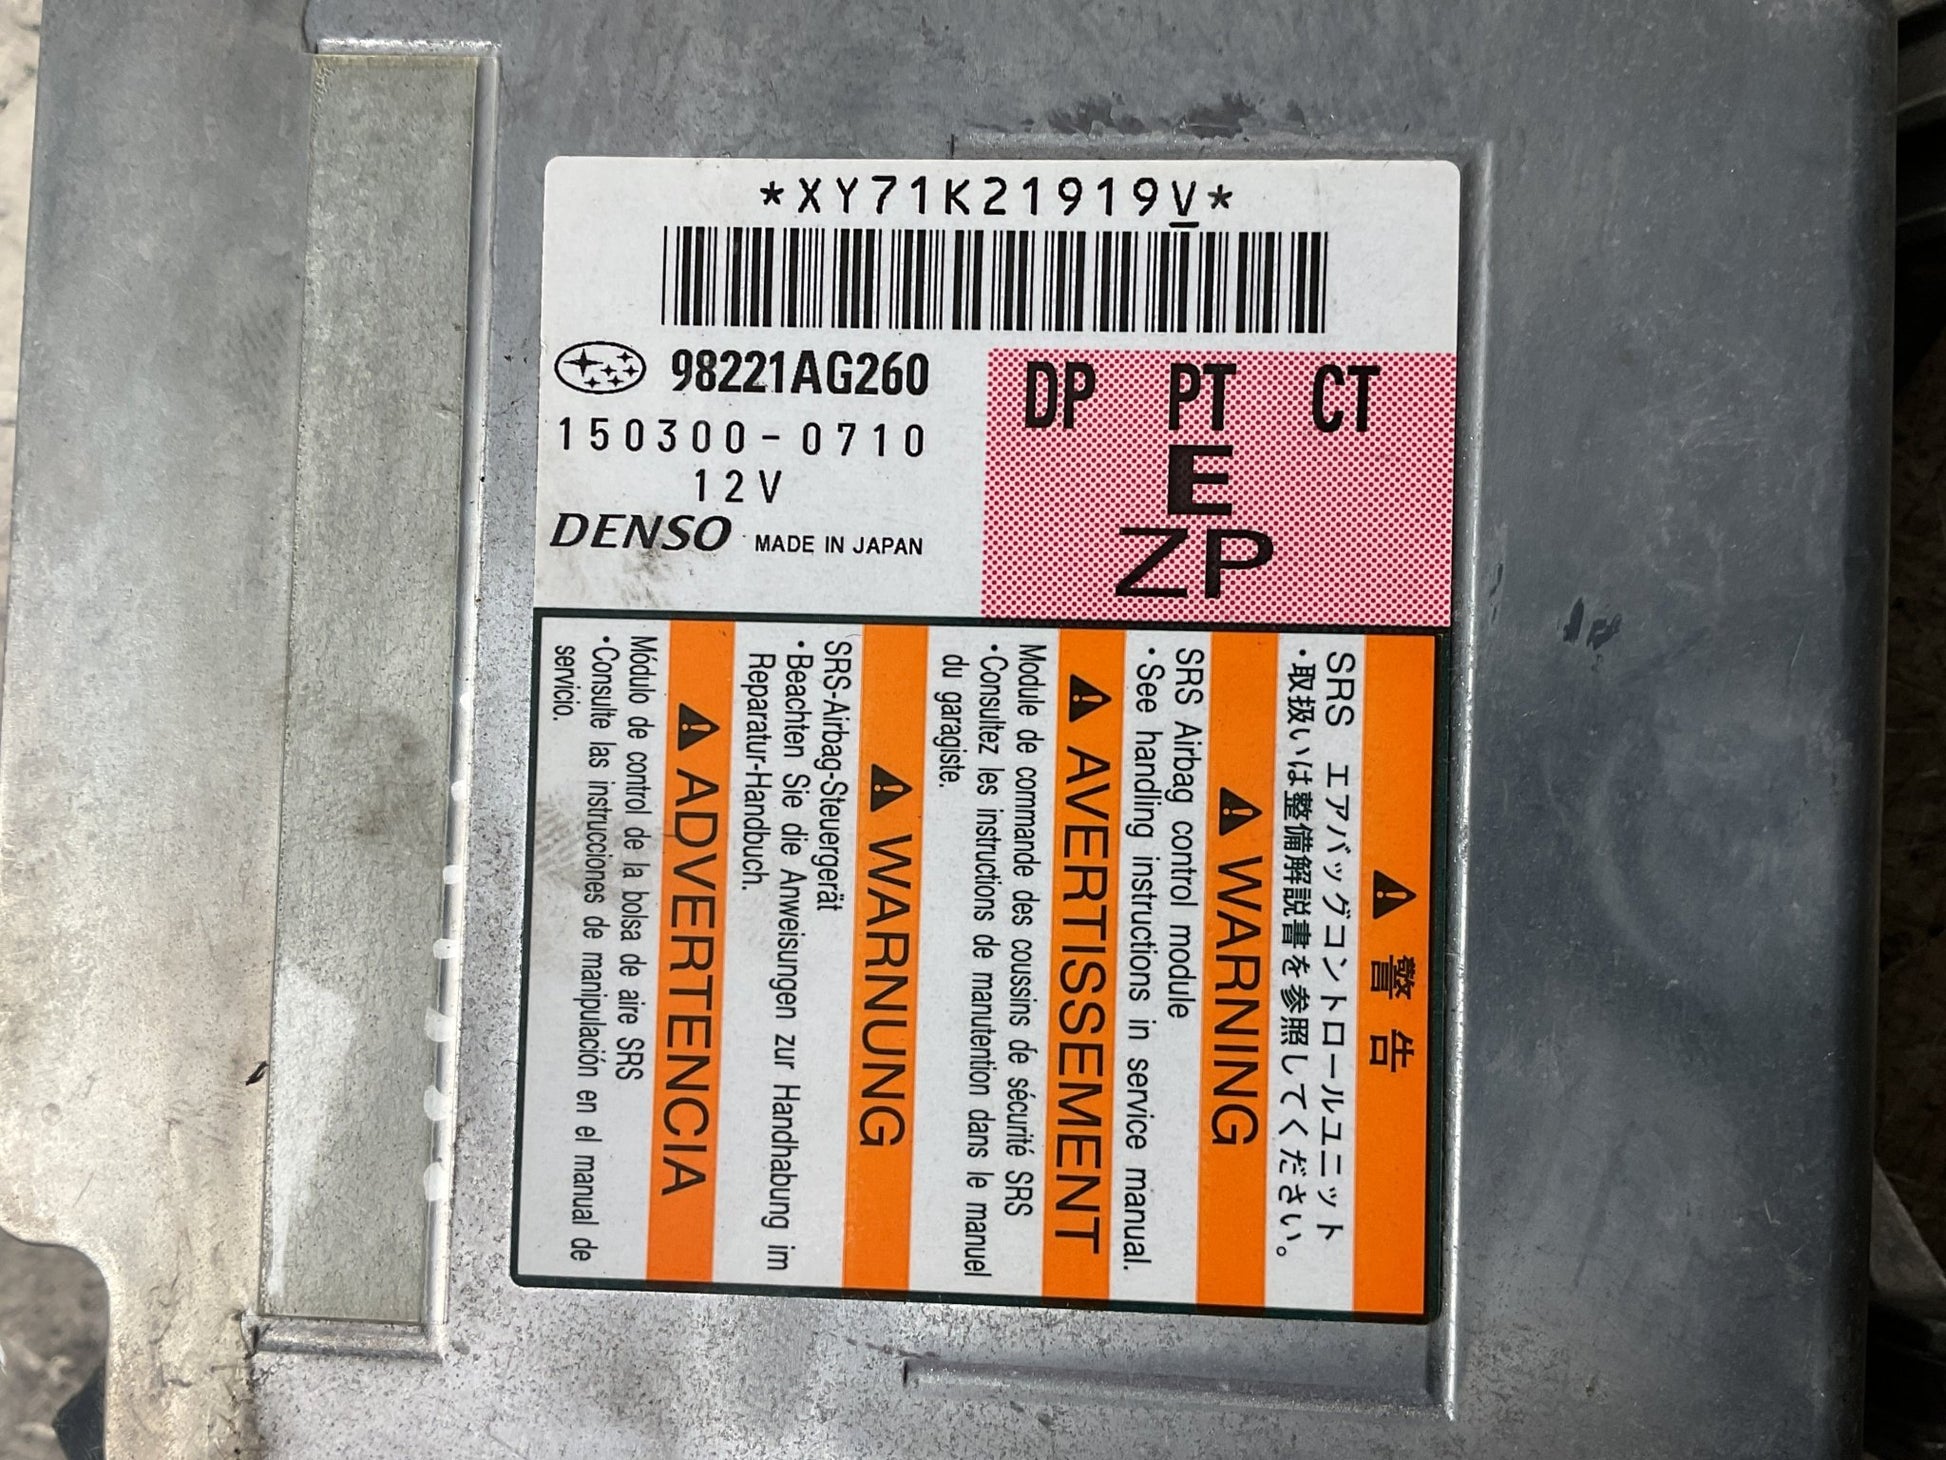 *XY71K21919V*
98221AG260
150300-0710
12V
DENSO MADE IN JAPAN
DP PT CT
E
ZP
警告
SRS エアバッグコントロールユニット
・取扱いは整備解説書を参照してください。
WARNING
SRS Airbag control module
・See handling instructions in service manual.
AVERTISSEMENT
Module de commande des coussins de sécurité SRS
・Consultez les instructions de manutention dans le manuel
du garagiste.
WARNUNG
SRS-Airbag-Steuergerät
・Beachten Sie die Anweisungen zur Handhabung im
Reparatur-Handbuch.
ADVERTENCIA
Módulo de control de la bolsa de aire SRS
・Consulte las instrucciones de manipulación en el manual de
servicio.